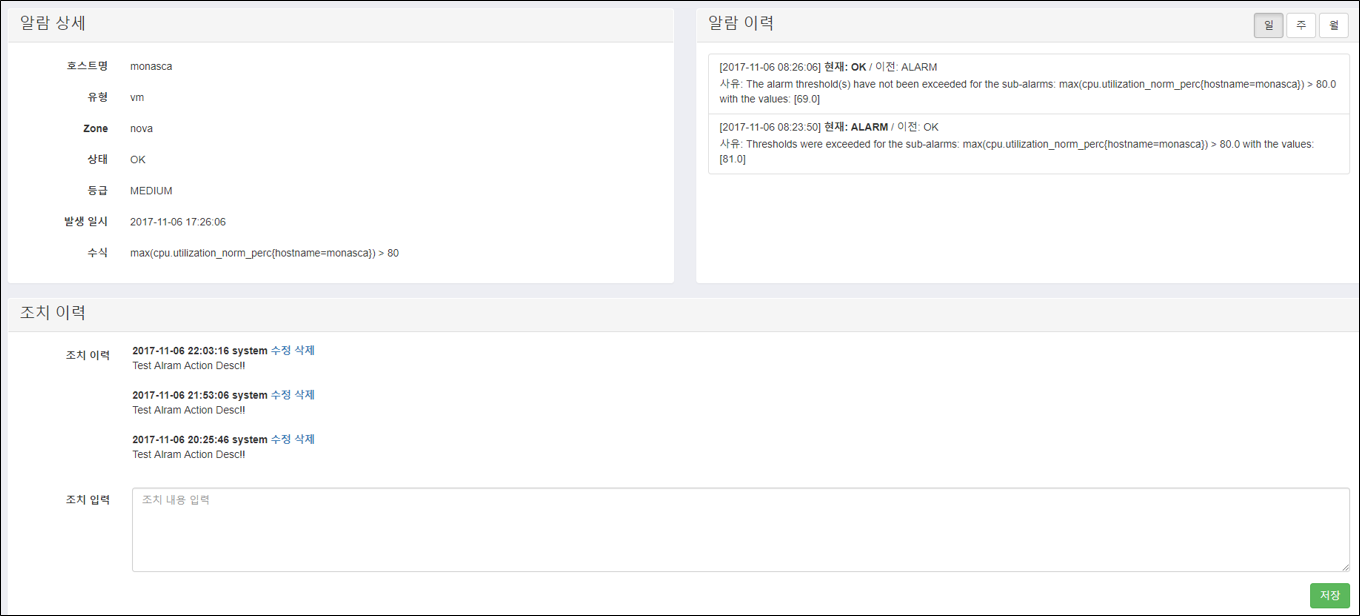 알람 상세
호스트명 monasca
유형 vm
Zone nova
상태 OK
등급 MEDIUM
발생 일시 2017-11-06 17:26:06
수식 max(cpu.utilization_norm_perc{hostname=monasca}) > 80
알람 이력
일 주 월
[2017-11-06 08:26:06] 현재: OK / 이전: ALARM
사유: The alarm threshold(s) have not been exceeded for the sub-alarms: max(cpu.utilization_norm_perc{hostname=monasca}) > 80.0
with the values: [69.0]
[2017-11-06 08:23:50] 현재: ALARM / 이전: OK
사유: Thresholds were exceeded for the sub-alarms: max(cpu.utilization_norm_perc{hostname=monasca}) > 80.0 with the values:
[81.0]
조치 이력
조치 이력 2017-11-06 22:03:16 system 수정 삭제
Test Alram Action Desc!!
2017-11-06 21:53:06 system 수정 삭제
Test Alram Action Desc!!
2017-11-06 20:25:46 system 수정 삭제
Test Alram Action Desc!!
조치 입력 조치 내용 입력
저장